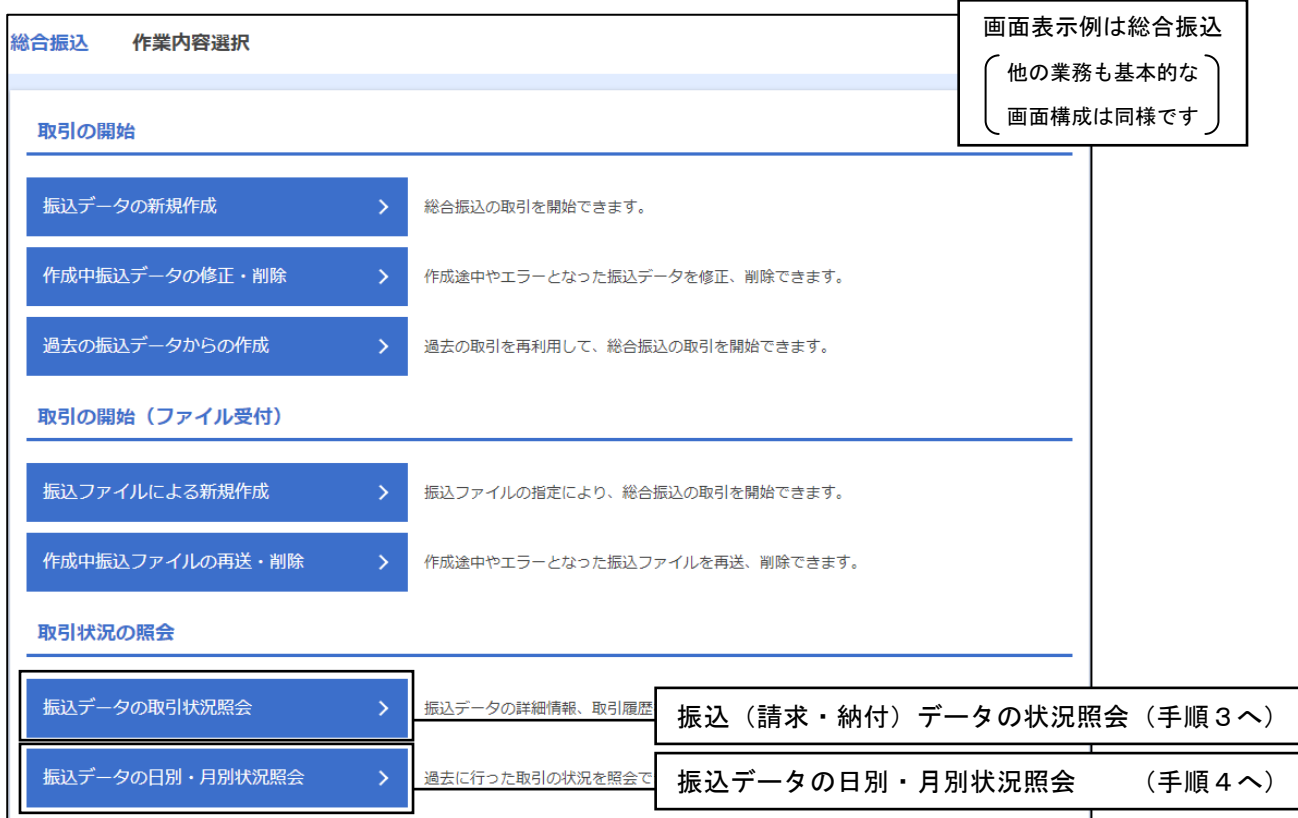 総合振込 作業内容選択
画面表示例は総合振込
他の業務も基本的な
画面構成は同様です
取引の開始
振込データの新規作成
総合振込の取引を開始できます。
作成中振込データの修正・削除
作成途中やエラーとなった振込データを修正、削除できます。
過去の振込データからの作成
過去の取引を再利用して、総合振込の取引を開始できます。
取引の開始（ファイル受付）
振込ファイルによる新規作成
振込ファイルの指定により、総合振込の取引を開始できます。
作成中振込ファイルの再送・削除
作成途中やエラーとなった振込ファイルを再送、削除できます。
取引状況の照会
振込データの取引状況照会
振込データの詳細情報、取引履歴
振込（請求・納付）データの状況照会（手順３へ）
振込データの日別・月別状況照会
過去に行った取引の状況を照会で
振込データの日別・月別状況照会 （手順４へ）